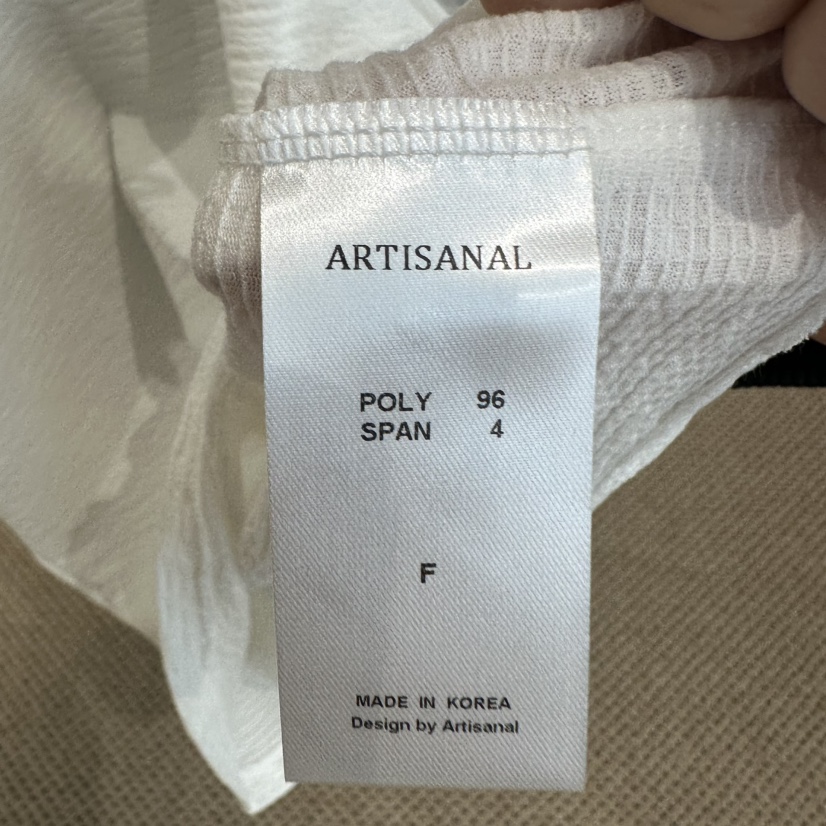 ARTISANAL
POLY 96
SPAN 4
F
MADE IN KOREA
Design by Artisanal